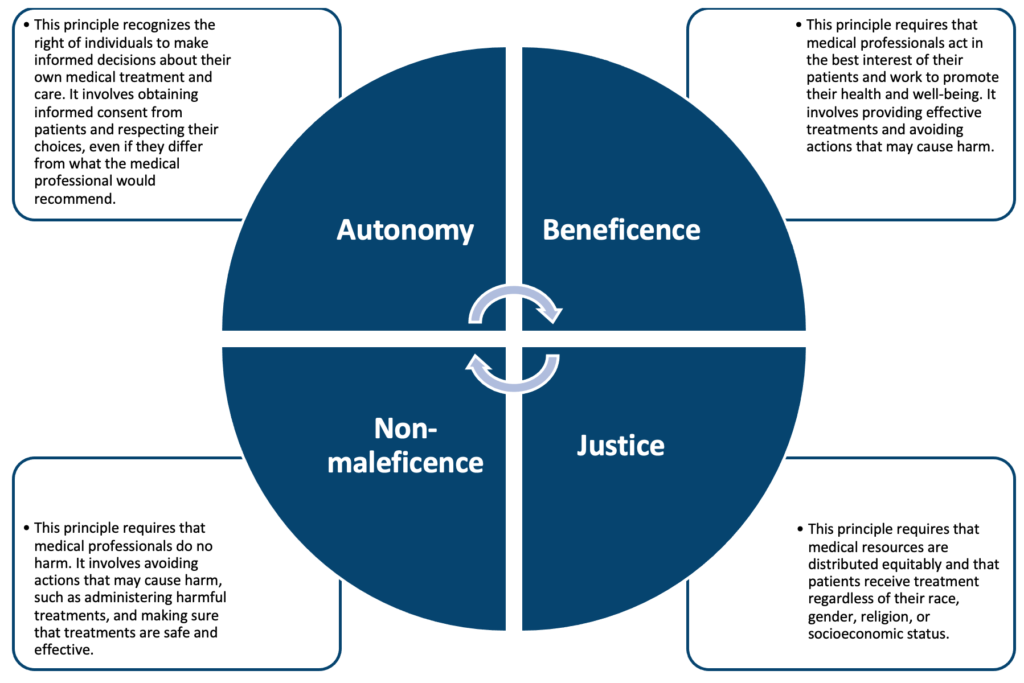 • This principle recognizes the
right of individuals to make
informed decisions about their
own medical treatment and
care. It involves obtaining
informed consent from
patients and respecting their
choices, even if they differ
from what the medical
professional would
recommend.
• This principle requires that
medical professionals act in
the best interest of their
patients and work to promote
their health and well-being. It
involves providing effective
treatments and avoiding
actions that may cause harm.
Autonomy
Beneficence
Non-
maleficence
Justice
• This principle requires that
medical professionals do no
harm. It involves avoiding
actions that may cause harm,
such as administering harmful
treatments, and making sure
that treatments are safe and
effective.
• This principle requires that
medical resources are
distributed equitably and that
patients receive treatment
regardless of their race,
gender, religion, or
socioeconomic status.